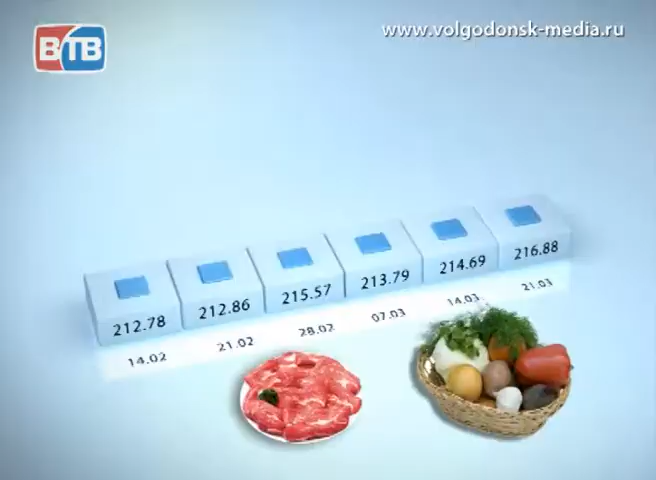 www.volgodonsk-media.ru
ВТВ
212.78 212.86 215.57 213.79 214.69 216.88
14.02 21.02 28.02 07.03 14.03 21.03